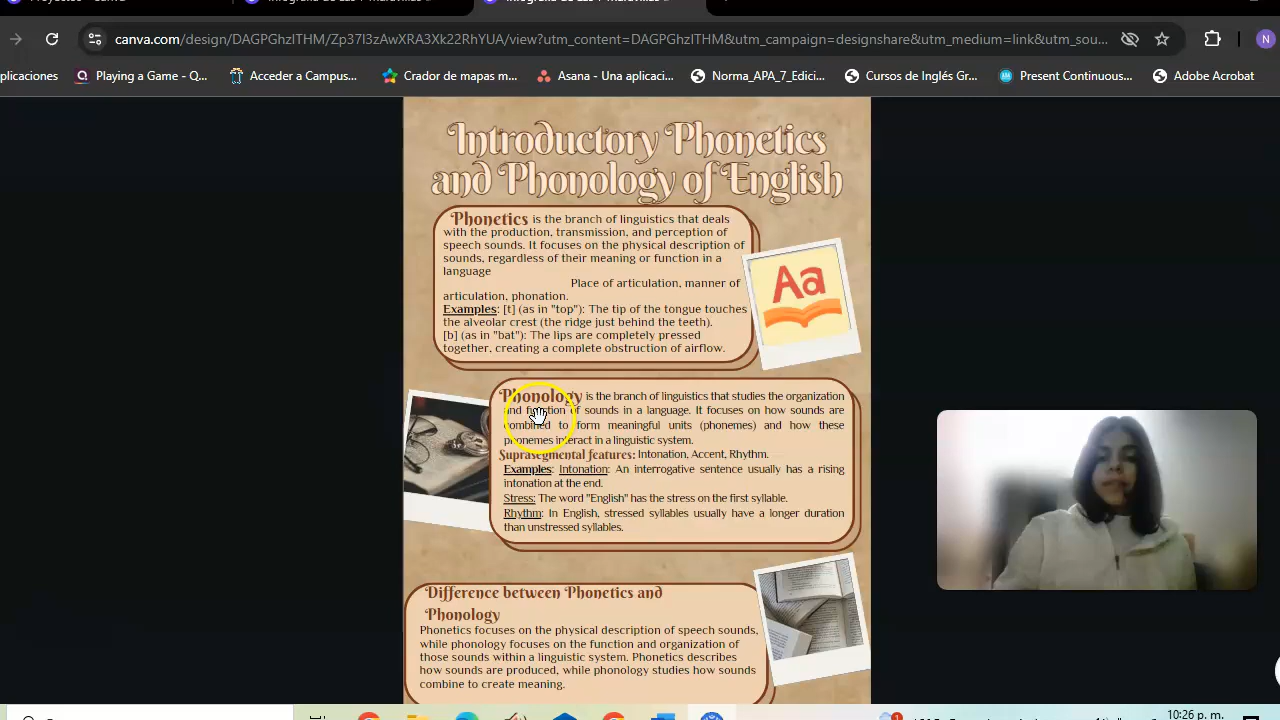 canva.com/design/DAGPGhzITHM/Zp37I3zAwXRA3Xk22RhYUA/view?utm_content=DAGPGhzITHM&utm_campaign=designshare&utm_medium=link&utm_sou...
N
plicaciones
Playing a Game - Q...
Acceder a Campus...
Crador de mapas m...
Asana - Una aplicaci...
Norma_APA_7_Edici...
Cursos de Inglés Gr...
Present Continuous...
Adobe Acrobat
Introductory Phonetics
and Phonology of English
Phonetics is the branch of linguistics that deals
with the production, transmission, and perception of
speech sounds. It focuses on the physical description of
sounds, regardless of their meaning or function in a
language
Place of articulation, manner of
articulation, phonation.
Examples: [t] (as in "top"): The tip of the tongue touches
the alveolar crest (the ridge just behind the teeth).
[b] (as in "bat"): The lips are completely pressed
together, creating a complete obstruction of airflow.
Aa
Phonology is the branch of linguistics that studies the organization
and function of sounds in a language. It focuses on how sounds are
combined to form meaningful units (phonemes) and how these
phonemes interact in a linguistic system.
Suprasegmental features: Intonation, Accent, Rhythm.
Examples: Intonation: An interrogative sentence usually has a rising
intonation at the end.
Stress: The word "English" has the stress on the first syllable.
Rhythm: In English, stressed syllables usually have a longer duration
than unstressed syllables.
Difference between Phonetics and
Phonology
Phonetics focuses on the physical description of speech sounds,
while phonology focuses on the function and organization of
those sounds within a linguistic system. Phonetics describes
how sounds are produced, while phonology studies how sounds
combine to create meaning.
10:26 p. m.